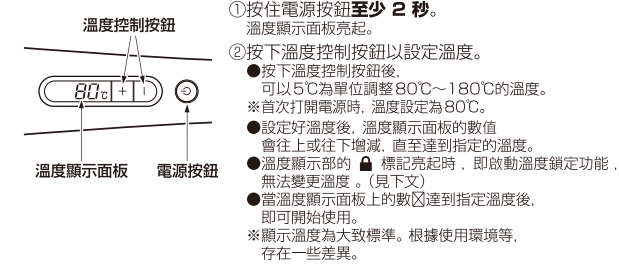 溫度控制按鈕
80℃
+
溫度顯示面板
電源按鈕
①按住電源按鈕至少 2 秒。
溫度顯示面板亮起。
②按下溫度控制按鈕以設定溫度。
●按下溫度控制按鈕後,
可以5℃為單位調整80℃～180℃的溫度。
※首次打開電源時, 溫度設定為80℃。
●設定好溫度後, 溫度顯示面板的數值
會往上或往下增減, 直至達到指定的溫度。
●溫度顯示部的 🔒 標記亮起時, 即啟動溫度鎖定功能,
無法變更溫度。(見下文)
●當溫度顯示面板上的數☒達到指定溫度後,
即可開始使用。
※顯示溫度為大致標準。根據使用環境等,
存在一些差異。